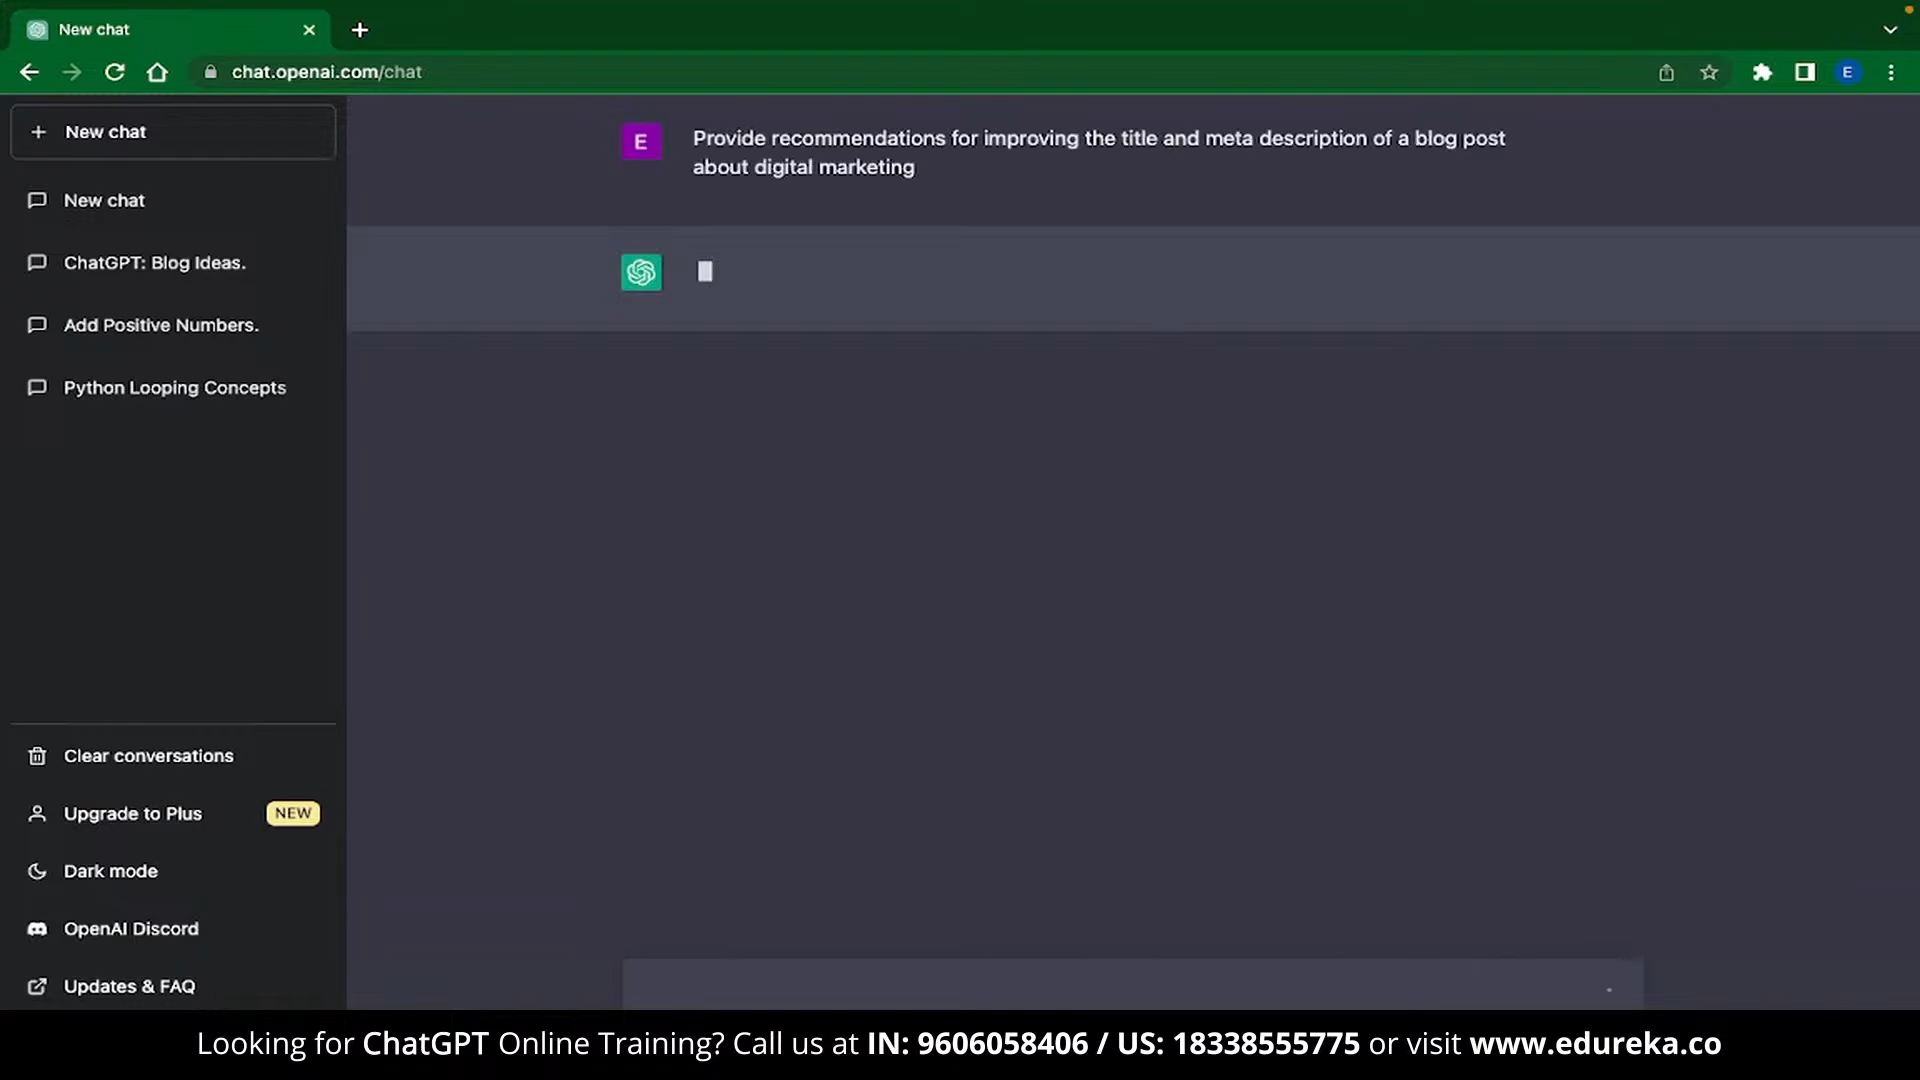 New chat
chat.openai.com/chat
E
New chat
E
Provide recommendations for improving the title and meta description of a blog post
about digital marketing
New chat
ChatGPT: Blog Ideas.
Add Positive Numbers.
Python Looping Concepts
Clear conversations
Upgrade to Plus NEW
Dark mode
OpenAI Discord
Updates & FAQ
Looking for ChatGPT Online Training? Call us at IN: 9606058406 / US: 18338555775 or visit www.edureka.co